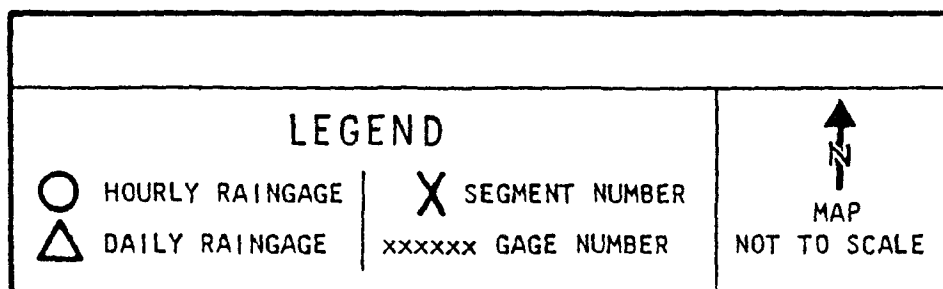 LEGEND
HOURLY RAINGAGE
DAILY RAINGAGE
X SEGMENT NUMBER
xxxxxx GAGE NUMBER
N
MAP
NOT TO SCALE